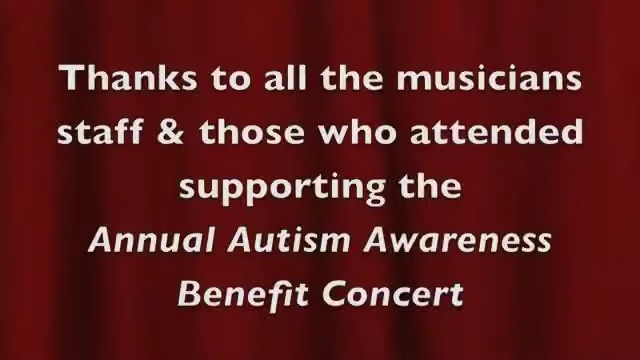 Thanks to all the musicians
staff & those who attended
supporting the
Annual Autism Awareness
Benefit Concert